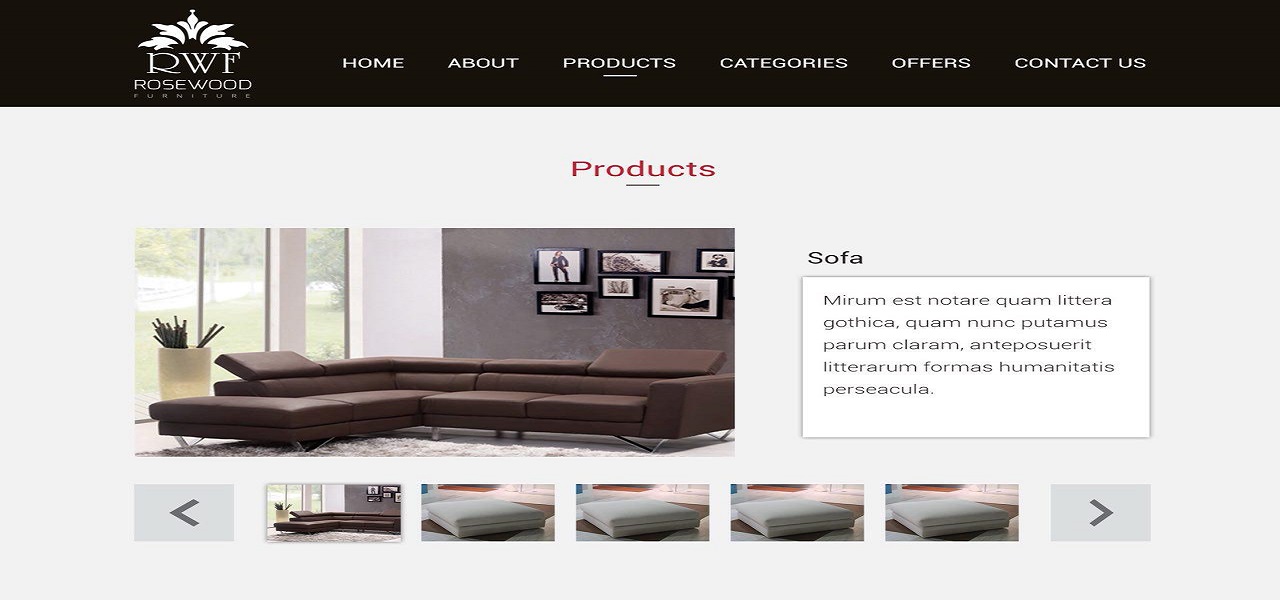 RWF
ROSEWOOD
FURNITURE
HOME ABOUT PRODUCTS CATEGORIES OFFERS CONTACT US
Products
Sofa
Mirum est notare quam littera
gothica, quam nunc putamus
parum claram, anteposuerit
litterarum formas humanitatis
perseacula.